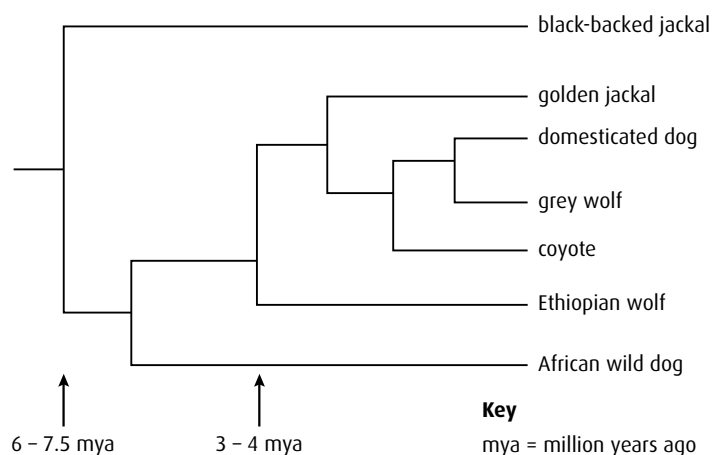 black-backed jackal
golden jackal
domesticated dog
grey wolf
coyote
Ethiopian wolf
African wild dog
6 – 7.5 mya
3 – 4 mya
Key
mya = million years ago